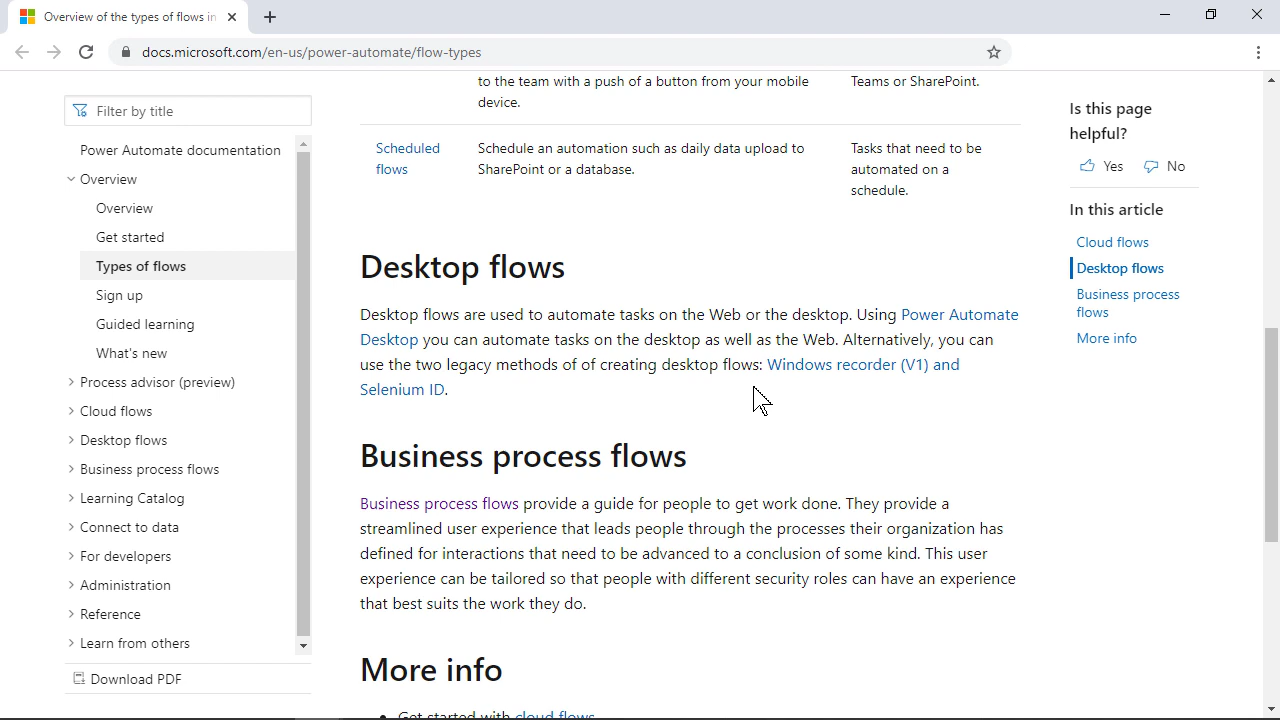 Overview of the types of flows in
docs.microsoft.com/en-us/power-automate/flow-types
Filter by title
Power Automate documentation
Overview
Overview
Get started
Types of flows
Sign up
Guided learning
What's new
Process advisor (preview)
Cloud flows
Desktop flows
Business process flows
Learning Catalog
Connect to data
For developers
Administration
Reference
Learn from others
Download PDF
to the team with a push of a button from your mobile
device.
Teams or SharePoint.
Scheduled
flows
Schedule an automation such as daily data upload to
SharePoint or a database.
Tasks that need to be
automated on a
schedule.
Desktop flows
Desktop flows are used to automate tasks on the Web or the desktop. Using Power Automate
Desktop you can automate tasks on the desktop as well as the Web. Alternatively, you can
use the two legacy methods of of creating desktop flows: Windows recorder (V1) and
Selenium ID.
Business process flows
Business process flows provide a guide for people to get work done. They provide a
streamlined user experience that leads people through the processes their organization has
defined for interactions that need to be advanced to a conclusion of some kind. This user
experience can be tailored so that people with different security roles can have an experience
that best suits the work they do.
More info
Get started with cloud flows
Is this page
helpful?
Yes
No
In this article
Cloud flows
Desktop flows
Business process
flows
More info